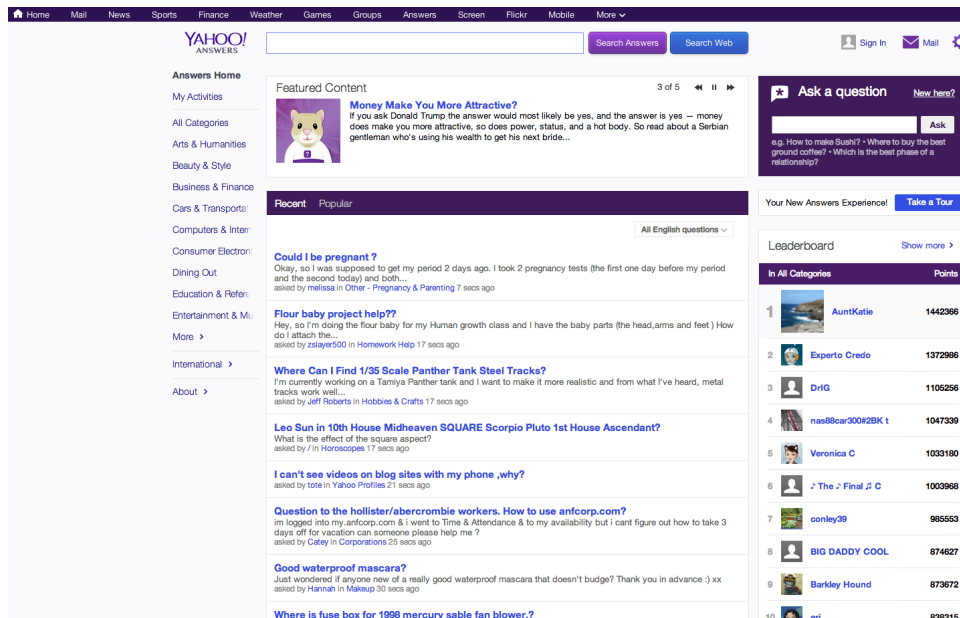 Home Mail News Sports Finance Weather Games Groups Answers Screen Flickr Mobile More
YAHOO!
ANSWERS
Search Answers
Search Web
Sign In
Mail
Answers Home
My Activities
All Categories
Arts & Humanities
Beauty & Style
Business & Finance
Cars & Transporta
Computers & Intern
Consumer Electron
Dining Out
Education & Refere
Entertainment & Mu
More >
International >
About >
Featured Content
3 of 5
Money Make You More Attractive?
If you ask Donald Trump the answer would most likely be yes, and the answer is yes — money
does make you more attractive, so does power, status, and a hot body. So read about a Serbian
gentleman who's using his wealth to get his next bride...
Recent Popular
All English questions
Could I be pregnant ?
Okay, so I was supposed to get my period 2 days ago. I took 2 pregnancy tests (the first one day before my period
and the second today) and both...
asked by melissa in Other - Pregnancy & Parenting 7 secs ago
Flour baby project help??
Hey, so I'm doing the flour baby for my Human growth class and I have the baby parts (the head,arms and feet ) How
do I attach the...
asked by zslayer500 in Homework Help 17 secs ago
Where Can I Find 1/35 Scale Panther Tank Steel Tracks?
I'm currently working on a Tamiya Panther tank and I want to make it more realistic and from what I've heard, metal
tracks work well...
asked by Jeff Roberts in Hobbies & Crafts 17 secs ago
Leo Sun in 10th House Midheaven SQUARE Scorpio Pluto 1st House Ascendant?
What is the effect of the square aspect?
asked by / in Horoscopes 17 secs ago
I can't see videos on blog sites with my phone ,why?
asked by tote in Yahoo Profiles 21 secs ago
Question to the hollister/abercrombie workers. How to use anfcorp.com?
im logged into my.anfcorp.com & i went to Time & Attendance & to my availability but i cant figure out how to take 3
days off for vacation can someone please help me ?
asked by Catey in Corporations 25 secs ago
Good waterproof mascara?
Just wondered if anyone new of a really good waterproof mascara that doesn't budge? Thank you in advance :) xx
asked by Hannah in Makeup 30 secs ago
Where is fuse box for 1998 mercury sable fan blower.?
Ask a question
New here?
Ask
e.g. How to make Sushi? • Where to buy the best
ground coffee? • Which is the best phase of a
relationship?
Your New Answers Experience!
Take a Tour
Leaderboard
Show more >
In All Categories Points
1 AuntKatie 1442366
2 Experto Credo 1372986
3 DrIG 1105256
4 nas88car300#2BK t 1047339
5 Veronica C 1033180
6 ♪ The ♪ Final ♫ C 1003968
7 conley39 985553
8 BIG DADDY COOL 874627
9 Barkley Hound 873672
10 eri 838315